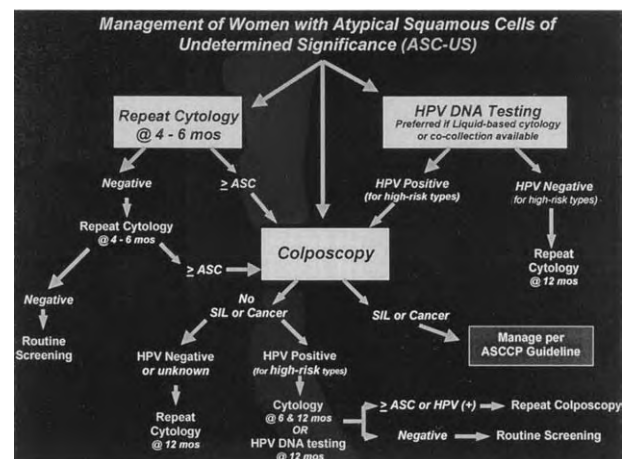 Management of Women with Atypical Squamous Cells of
Undetermined Significance (ASC-US)
Repeat Cytology
@ 4 - 6 mos
HPV DNA Testing
Preferred if Liquid-based cytology
or co-collection available
Negative
≥ ASC
HPV Positive
(for high-risk types)
HPV Negative
(for high-risk types)
Repeat Cytology
@ 4 - 6 mos
≥ ASC
Colposcopy
Repeat
Cytology
@ 12 mos
Negative
Routine
Screening
No
SIL or Cancer
SIL or Cancer
Manage per
ASCCP Guideline
HPV Negative
or unknown
HPV Positive
(for high-risk types)
Repeat
Cytology
@ 12 mos
Cytology
@ 6 & 12 mos
OR
HPV DNA testing
@ 12 mos
≥ ASC or HPV (+)
Repeat Colposcopy
Negative
Routine Screening